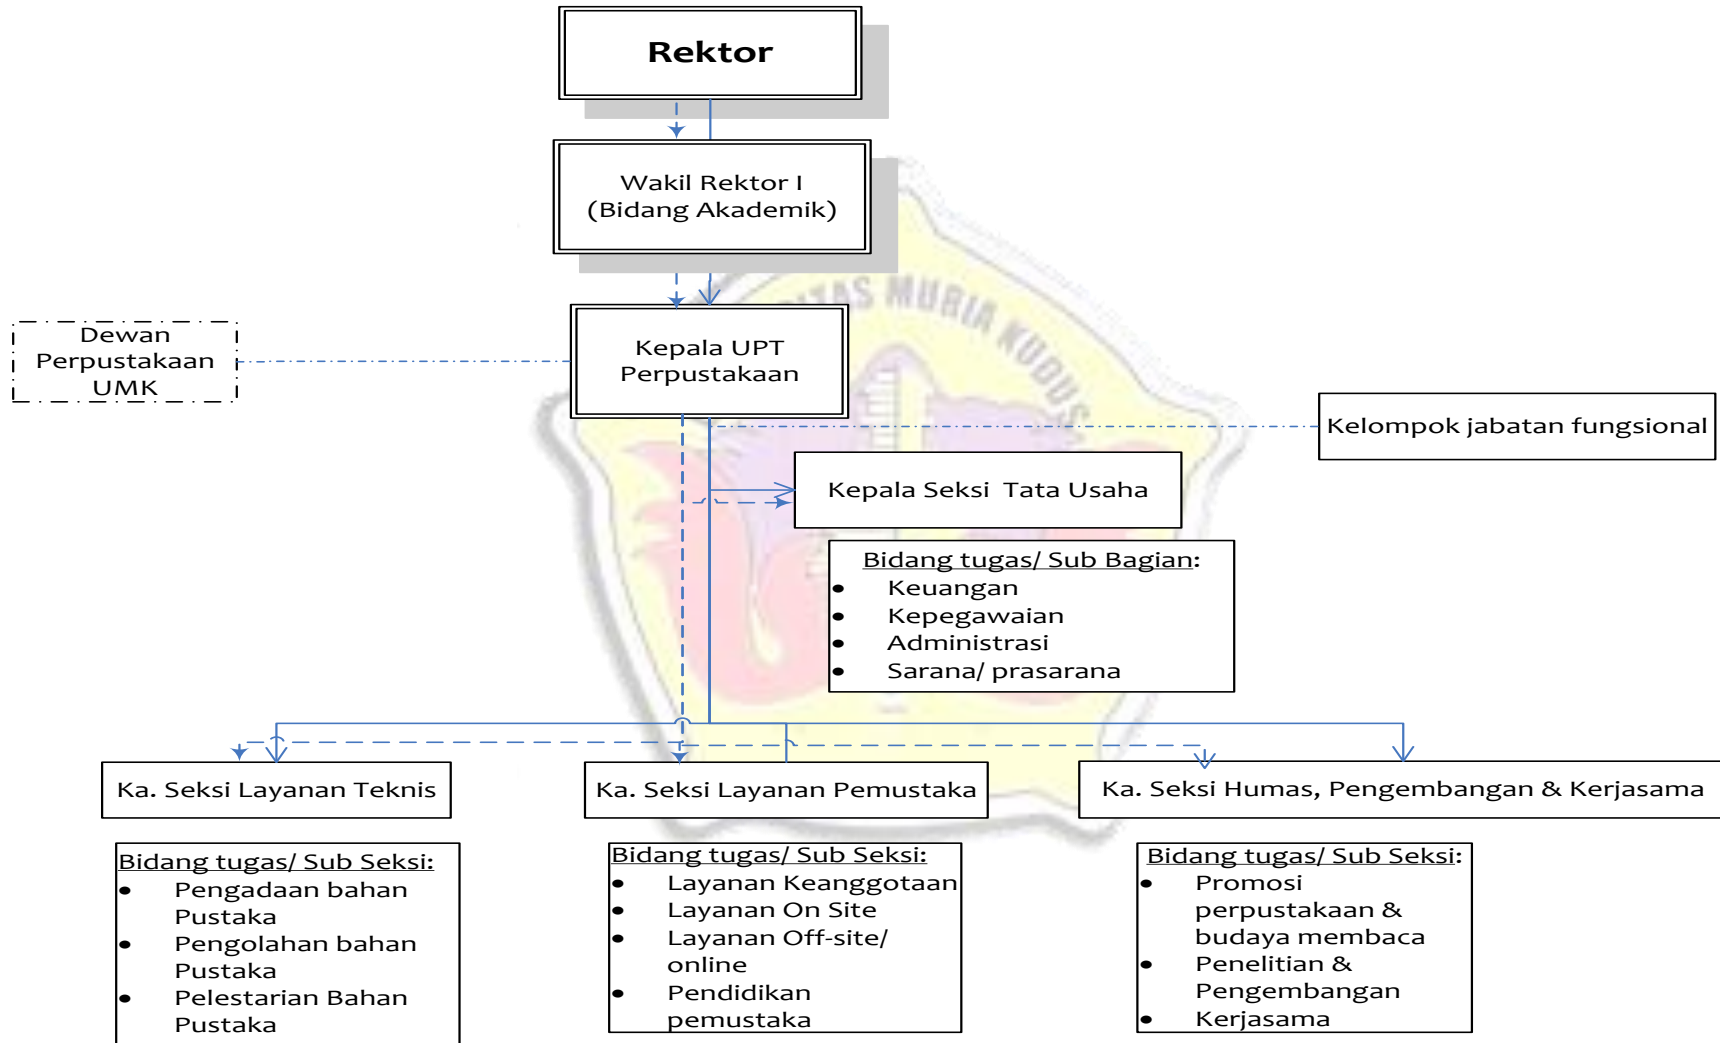 Rektor
Wakil Rektor I
(Bidang Akademik)
Kepala UPT
Perpustakaan
Dewan
Perpustakaan
UMK
Kelompok jabatan fungsional
Kepala Seksi  Tata Usaha
Bidang tugas/ Sub Bagian:
• Keuangan
• Kepegawaian
• Administrasi
• Sarana/ prasarana
Ka. Seksi Layanan Teknis
Bidang tugas/ Sub Seksi:
• Pengadaan bahan
Pustaka
• Pengolahan bahan
Pustaka
• Pelestarian Bahan
Pustaka
Ka. Seksi Layanan Pemustaka
Bidang tugas/ Sub Seksi:
• Layanan Keanggotaan
• Layanan On Site
• Layanan Off-site/
online
• Pendidikan
pemustaka
Ka. Seksi Humas, Pengembangan & Kerjasama
Bidang tugas/ Sub Seksi:
• Promosi
perpustakaan &
budaya membaca
• Penelitian &
Pengembangan
• Kerjasama
MURIA KUDUS